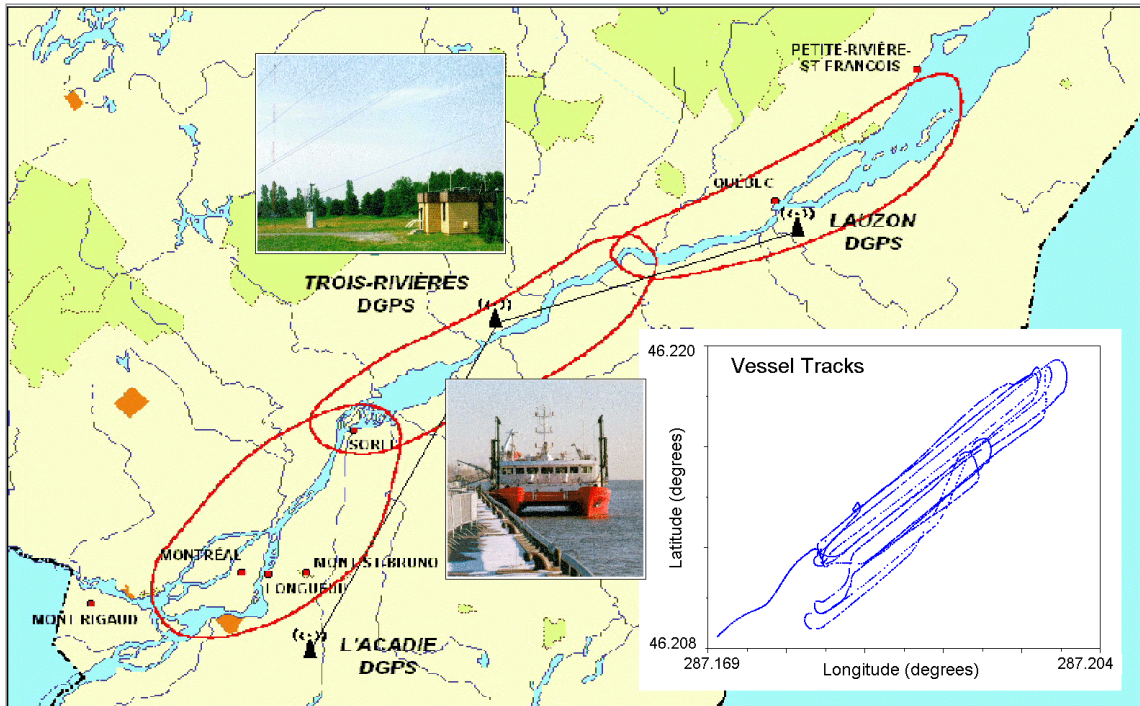 PETITE-RIVIÈRE-
ST FRANCOIS
QUÉBEC
LAUZON
DGPS
TROIS-RIVIÈRES
DGPS
46.220
Vessel Tracks
Latitude (degrees)
SOREL
MONTRÉAL
MONT ST-BRUNO
LONGUEUIL
MONT RIGAUD
L'ACADIE
DGPS
46.208
287.169
Longitude (degrees)
287.204